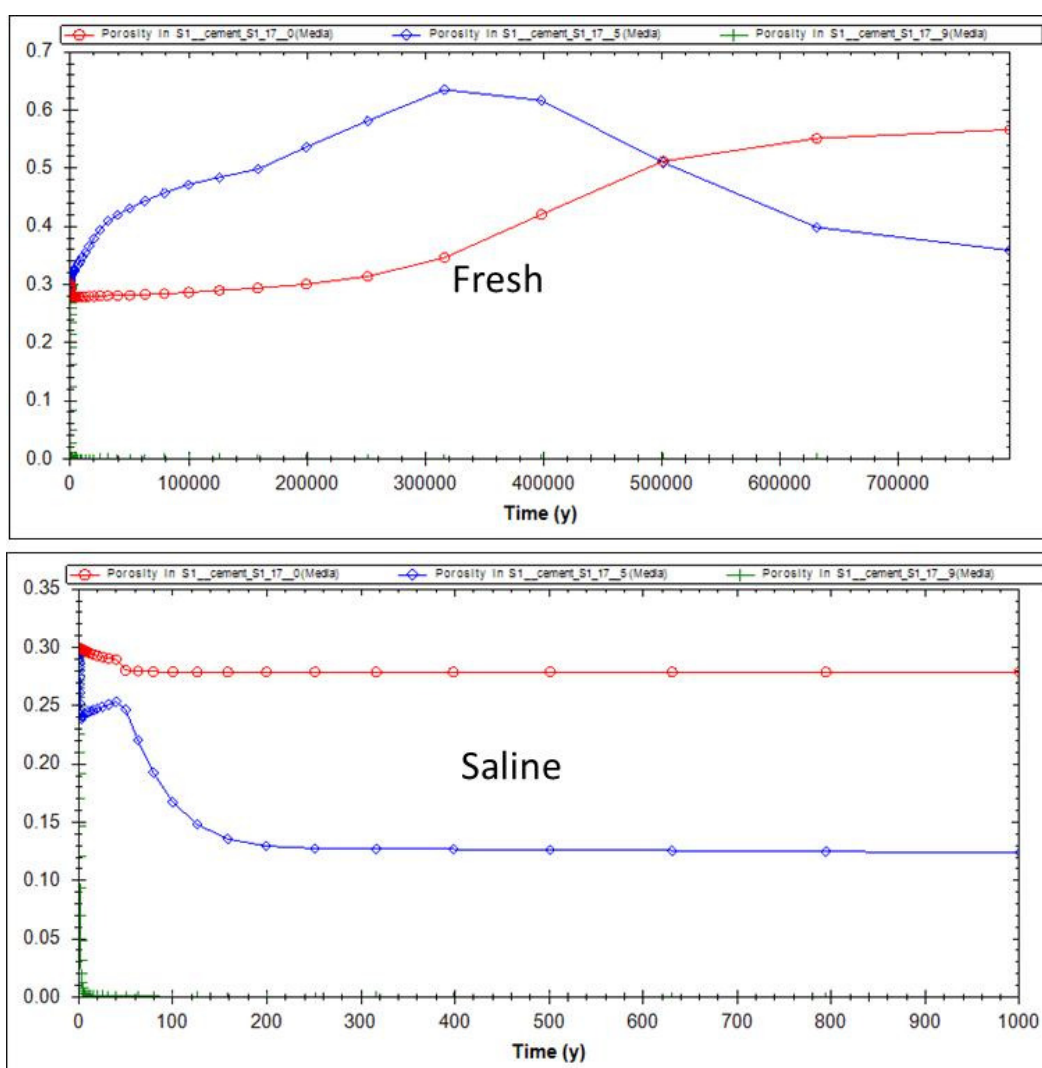 Porosity in S1__cement_S1_17__0(Media) Porosity in S1__cement_S1_17__5(Media) Porosity in S1__cement_S1_17__9(Media)
0.7
0.6
0.5
0.4
0.3
0.2
0.1
0.0
Fresh
0 100000 200000 300000 400000 500000 600000 700000
Time (y)
Porosity in S1__cement_S1_17__0(Media) Porosity in S1__cement_S1_17__5(Media) Porosity in S1__cement_S1_17__9(Media)
0.35
0.30
0.25
0.20
0.15
0.10
0.05
0.00
Saline
0 100 200 300 400 500 600 700 800 900 1000
Time (y)